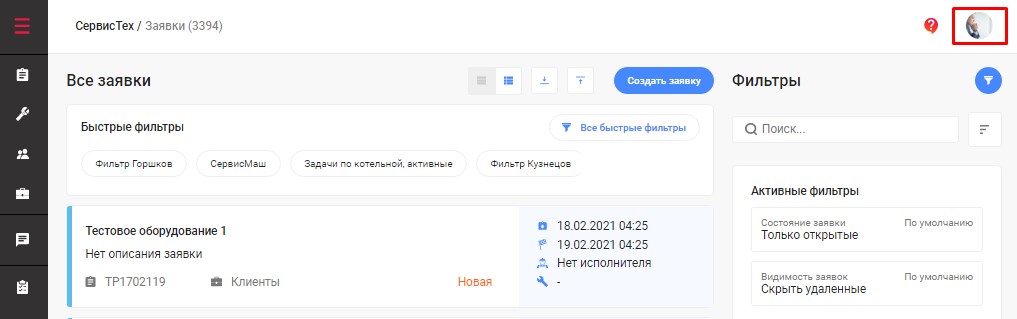 СервисТех / Заявки (3394)
Все заявки
Создать заявку
Фильтры
Быстрые фильтры
Все быстрые фильтры
Поиск...
Фильтр Горшков
СервисМаш
Задачи по котельной, активные
Фильтр Кузнецов
Активные фильтры
Состояние заявки
По умолчанию
Только открытые
Видимость заявок
По умолчанию
Скрыть удаленные
Тестовое оборудование 1
Нет описания заявки
ТР1702119
Клиенты
Новая
18.02.2021 04:25
19.02.2021 04:25
Нет исполнителя
-